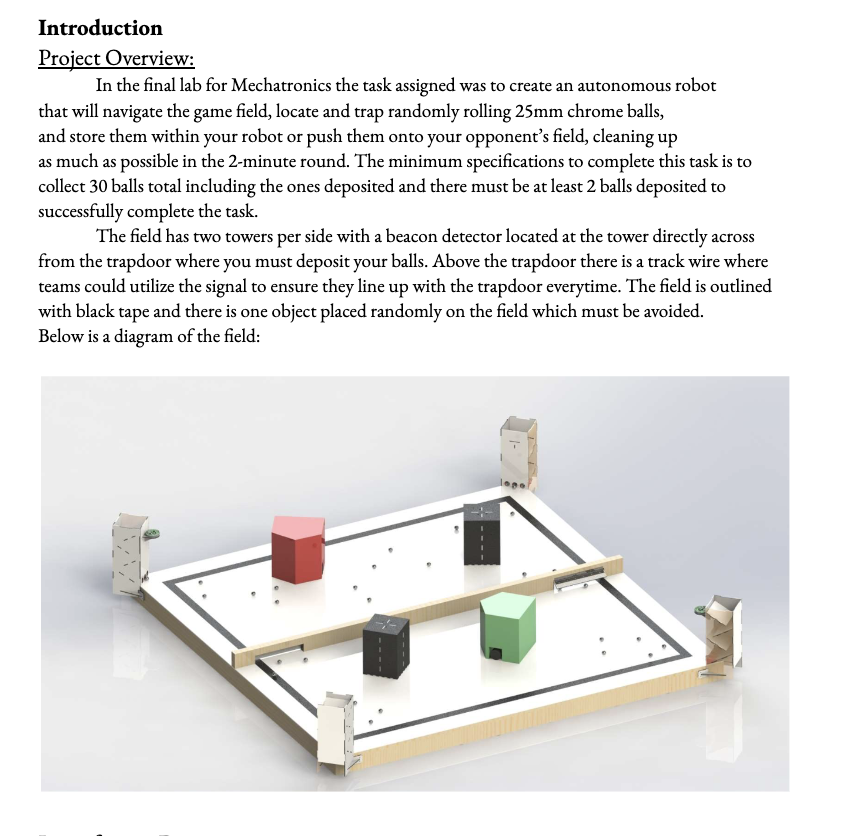 Introduction
Project Overview:
In the final lab for Mechatronics the task assigned was to create an autonomous robot
that will navigate the game field, locate and trap randomly rolling 25mm chrome balls,
and store them within your robot or push them onto your opponent’s field, cleaning up
as much as possible in the 2-minute round. The minimum specifications to complete this task is to
collect 30 balls total including the ones deposited and there must be at least 2 balls deposited to
successfully complete the task.
The field has two towers per side with a beacon detector located at the tower directly across
from the trapdoor where you must deposit your balls. Above the trapdoor there is a track wire where
teams could utilize the signal to ensure they line up with the trapdoor everytime. The field is outlined
with black tape and there is one object placed randomly on the field which must be avoided.
Below is a diagram of the field: